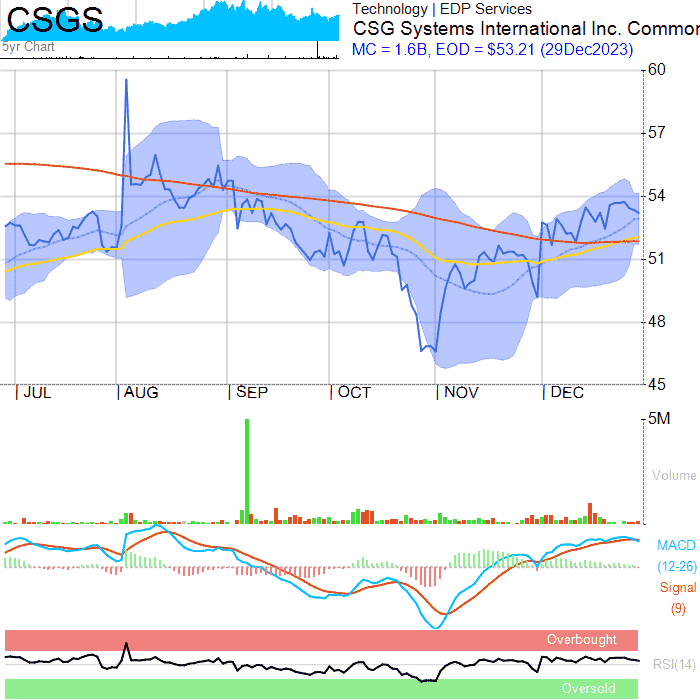 CSGS
5yr Chart
Technology | EDP Services
CSG Systems International Inc. Common
MC = 1.6B, EOD = $53.21 (29Dec2023)
60
57
54
51
48
45
JUL
AUG
SEP
OCT
NOV
DEC
5M
Volume
MACD
(12-26)
Signal
(9)
Overbought
RSI(14)
Oversold